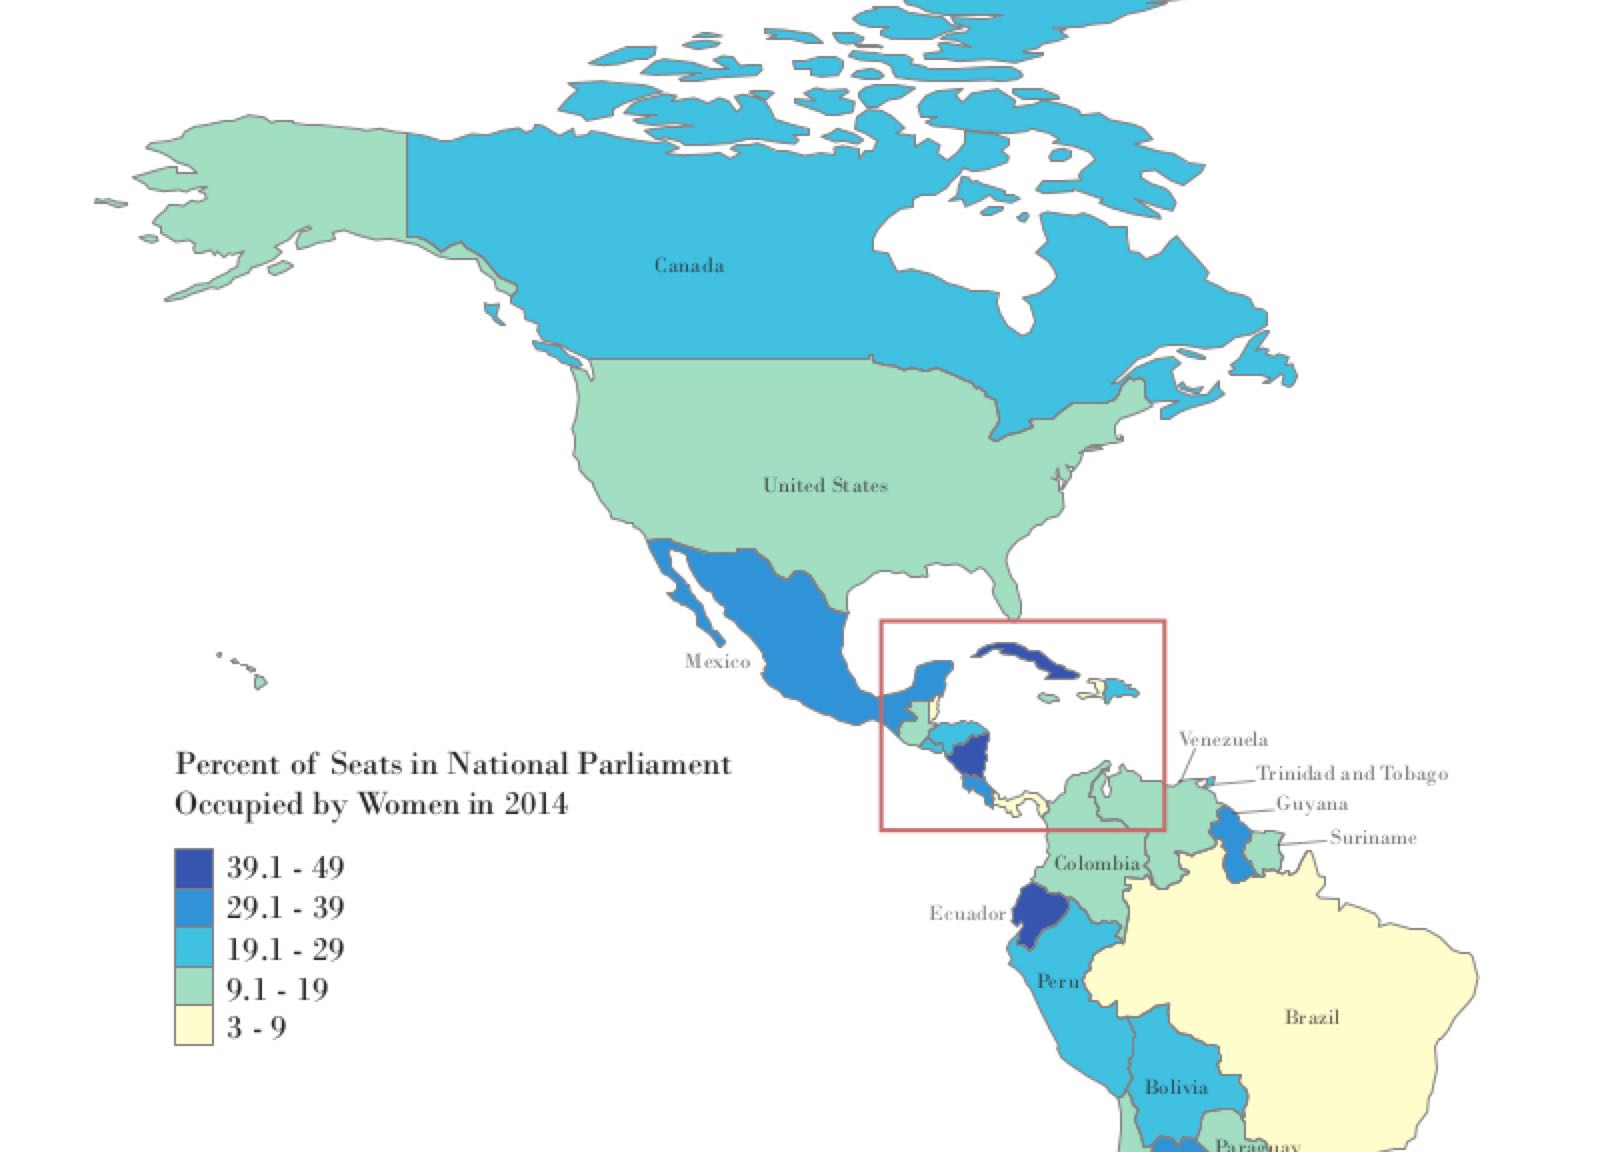 Canada
United States
Mexico
Venezuela
Trinidad and Tobago
Guyana
Suriname
Colombia
Ecuador
Peru
Brazil
Bolivia
Paraguay
Percent of Seats in National Parliament
Occupied by Women in 2014
39.1 - 49
29.1 - 39
19.1 - 29
9.1 - 19
3 - 9